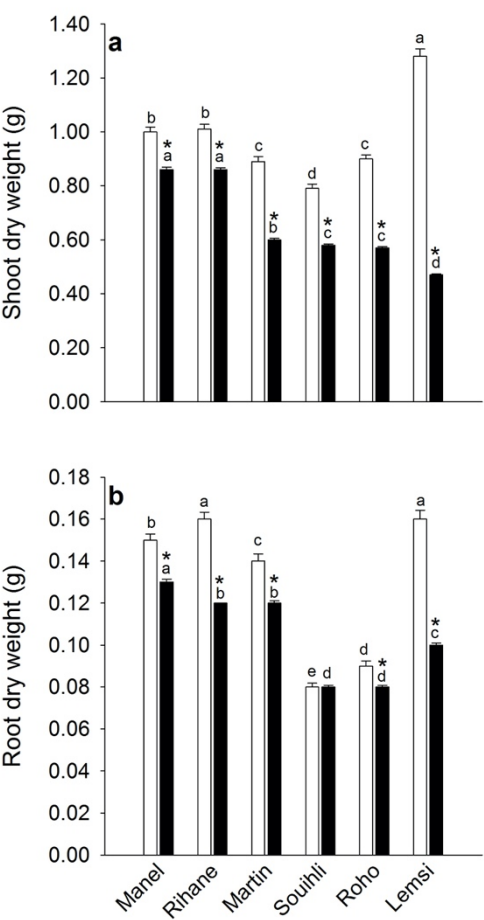 a
Shoot dry weight (g)
1.40
1.20
1.00
0.80
0.60
0.40
0.20
0.00
b * a b * a c * b d * c c * c a * d
b
Root dry weight (g)
0.18
0.16
0.14
0.12
0.10
0.08
0.06
0.04
0.02
0.00
b * a a * b c * b e d d * d a * c
Manel Rihane Martin Souihli Roho Lemsi